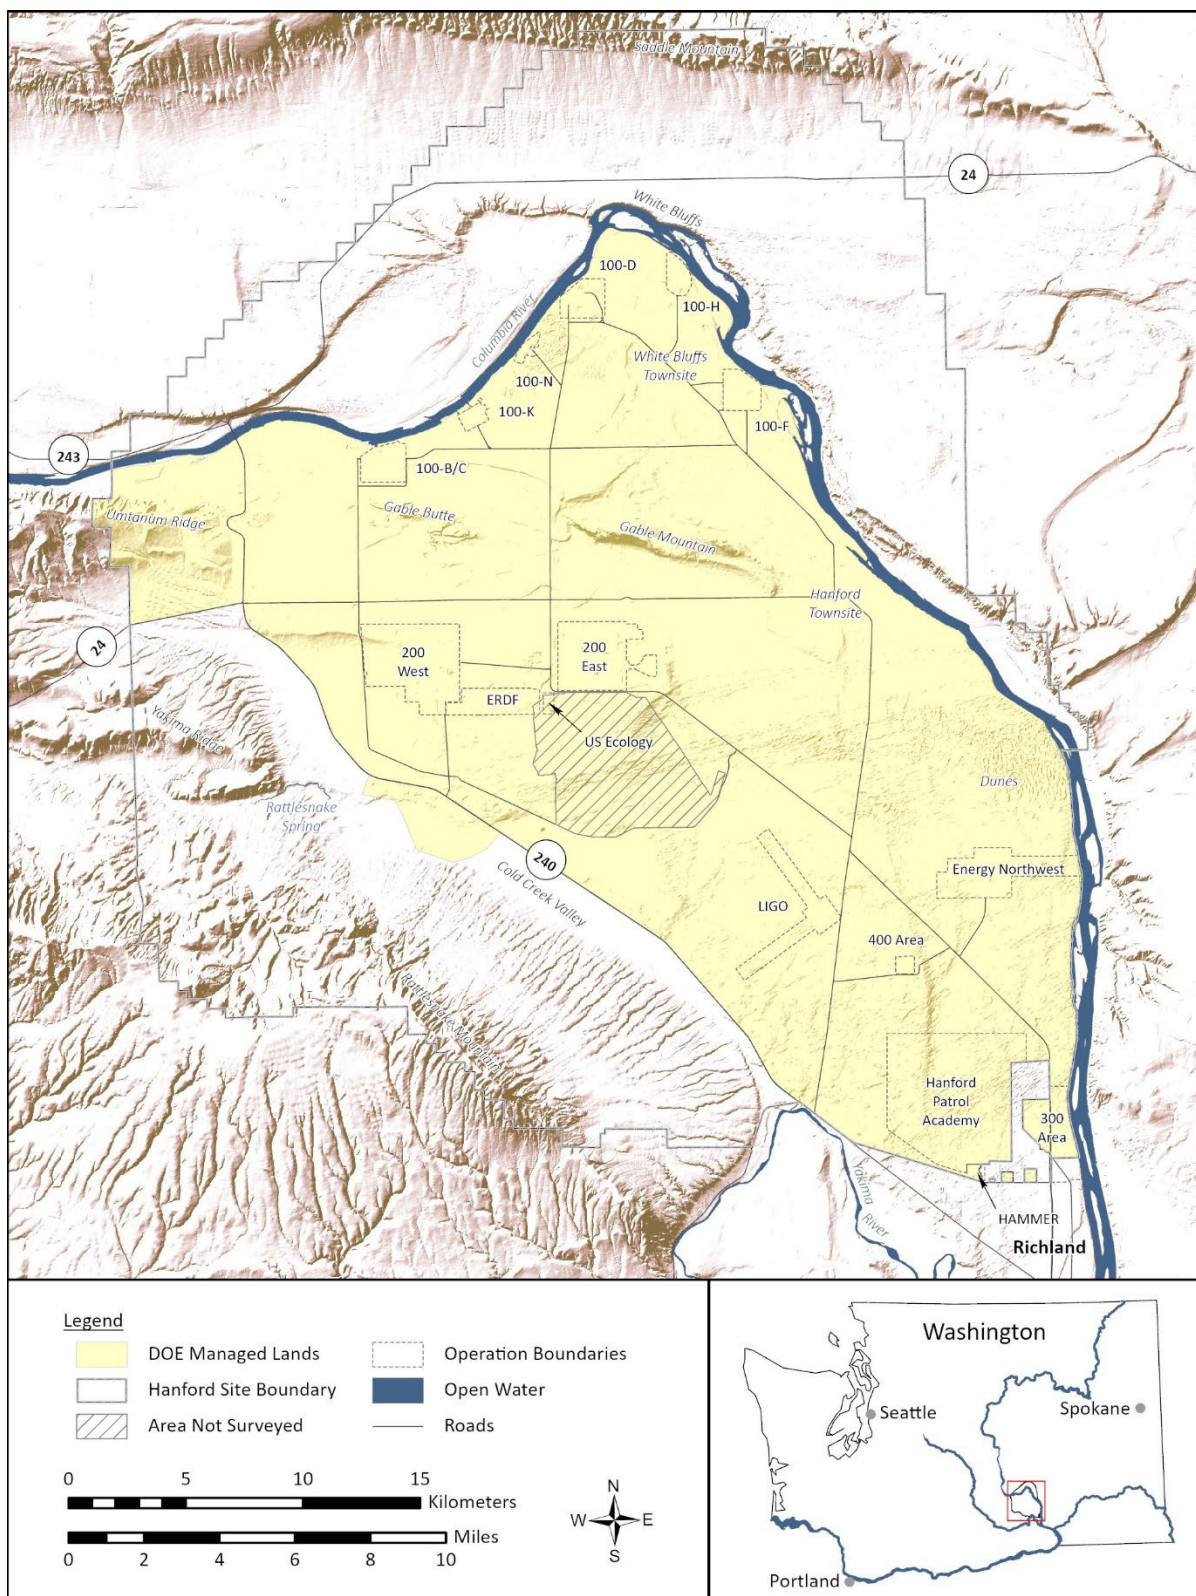 Saddle Mountain
24
White Bluffs
100-D
100-H
Columbia River
White Bluffs
Townsite
100-N
100-K
100-F
243
100-B/C
Gable Butte
Umtanum Ridge
Gable Mountain
Hanford
Townsite
24
200
West
200
East
ERDF
US Ecology
Yakima Ridge
Dunes
Rattlesnake
Spring
240
Cold Creek Valley
Energy Northwest
LIGO
400 Area
Rattlesnake Mountain
Hanford
Patrol
Academy
300
Area
Yakima
River
HAMMER
Richland
Legend
DOE Managed Lands
Hanford Site Boundary
Area Not Surveyed
Operation Boundaries
Open Water
Roads
0 5 10 15
Kilometers
Miles
0 2 4 6 8 10
N
W E
S
Washington
Seattle
Spokane
Portland